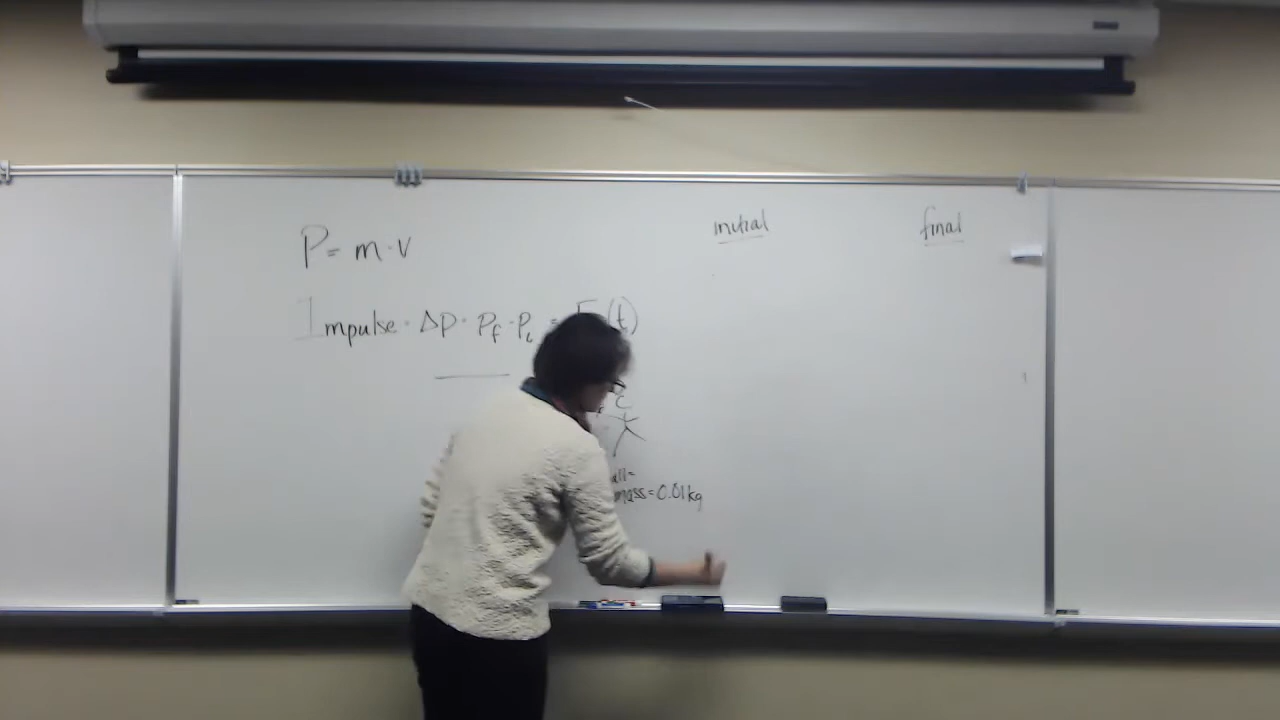 P = m · v
initial
final
Impulse · Δp · Pf · Pi = F (t)
mass = 0.01 kg